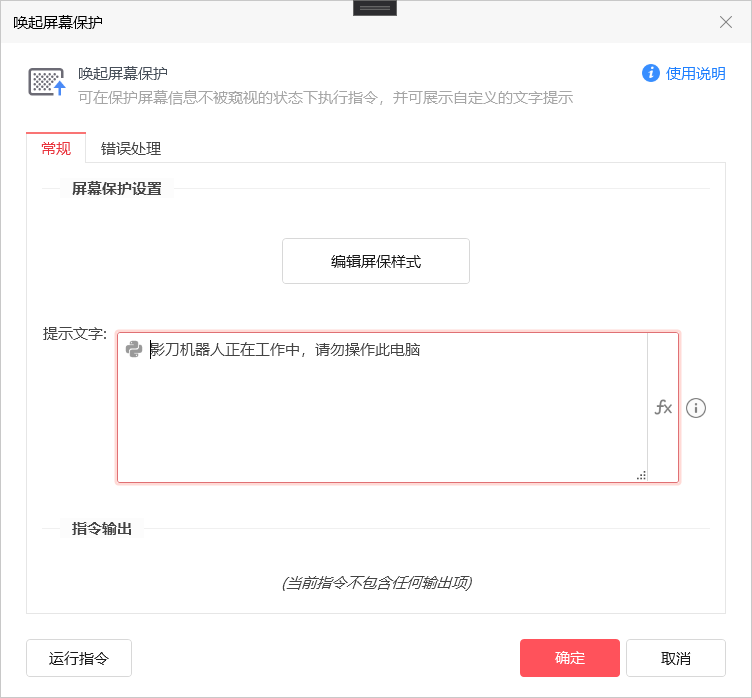 唤起屏幕保护
唤起屏幕保护
使用说明
可在保护屏幕信息不被窥视的状态下执行指令，并可展示自定义的文字提示
常规
错误处理
屏幕保护设置
编辑屏保样式
提示文字:
影刀机器人正在工作中，请勿操作此电脑
fx
指令输出
(当前指令不包含任何输出项)
运行指令
确定
取消